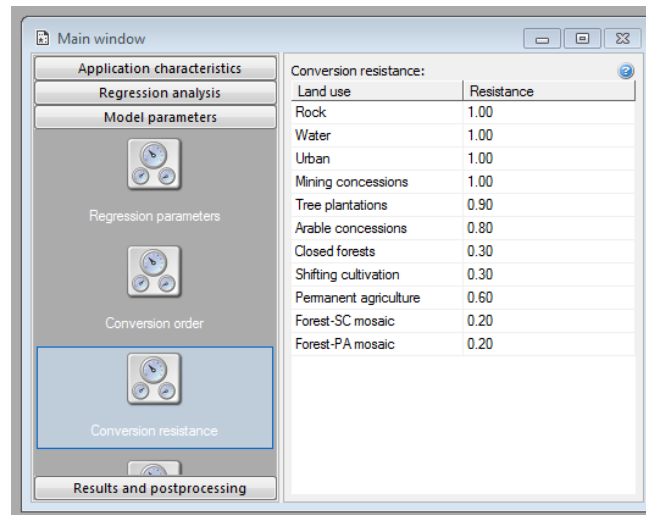 Main window
Application characteristics
Regression analysis
Model parameters
Regression parameters
Conversion order
Conversion resistance
Results and postprocessing
Conversion resistance:
Land use Resistance
Rock 1.00
Water 1.00
Urban 1.00
Mining concessions 1.00
Tree plantations 0.90
Arable concessions 0.80
Closed forests 0.30
Shifting cultivation 0.30
Permanent agriculture 0.60
Forest-SC mosaic 0.20
Forest-PA mosaic 0.20